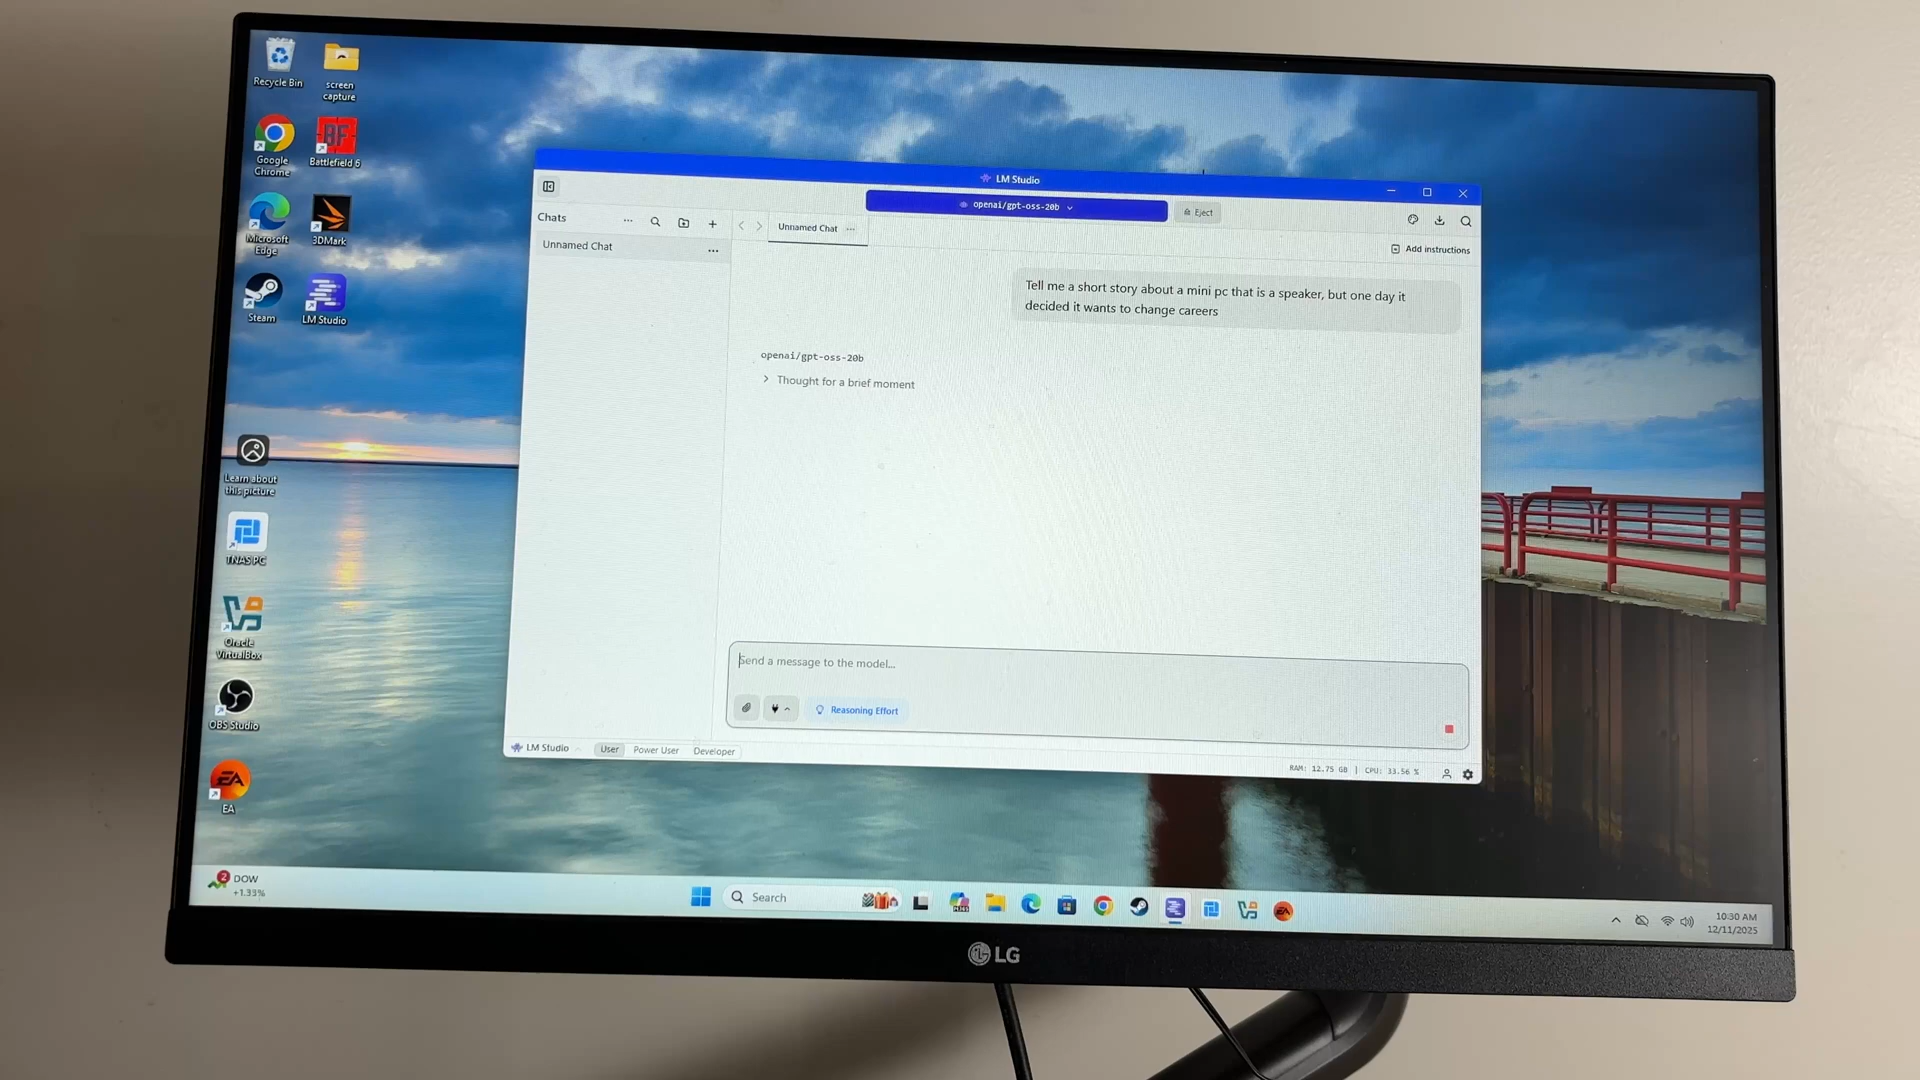 Recycle Bin
screen
capture
Google
Chrome
BF
Battlefield 6
Microsoft
Edge
3DMark
Steam
LM Studio
Learn about
this picture
TNAS PC
Oracle
VirtualBox
OBS Studio
EA
EA
LM Studio
openai/gpt-oss-20b
Eject
Chats
Unnamed Chat
Unnamed Chat
Add instructions
Tell me a short story about a mini pc that is a speaker, but one day it
decided it wants to change careers
openai/gpt-oss-20b
Thought for a brief moment
Send a message to the model...
Reasoning Effort
LM Studio
User
Power User
Developer
RAM: 12.75 GB | CPU: 33.56 %
2
DOW
+1.33%
Search
10:30 AM
12/11/2025
LG